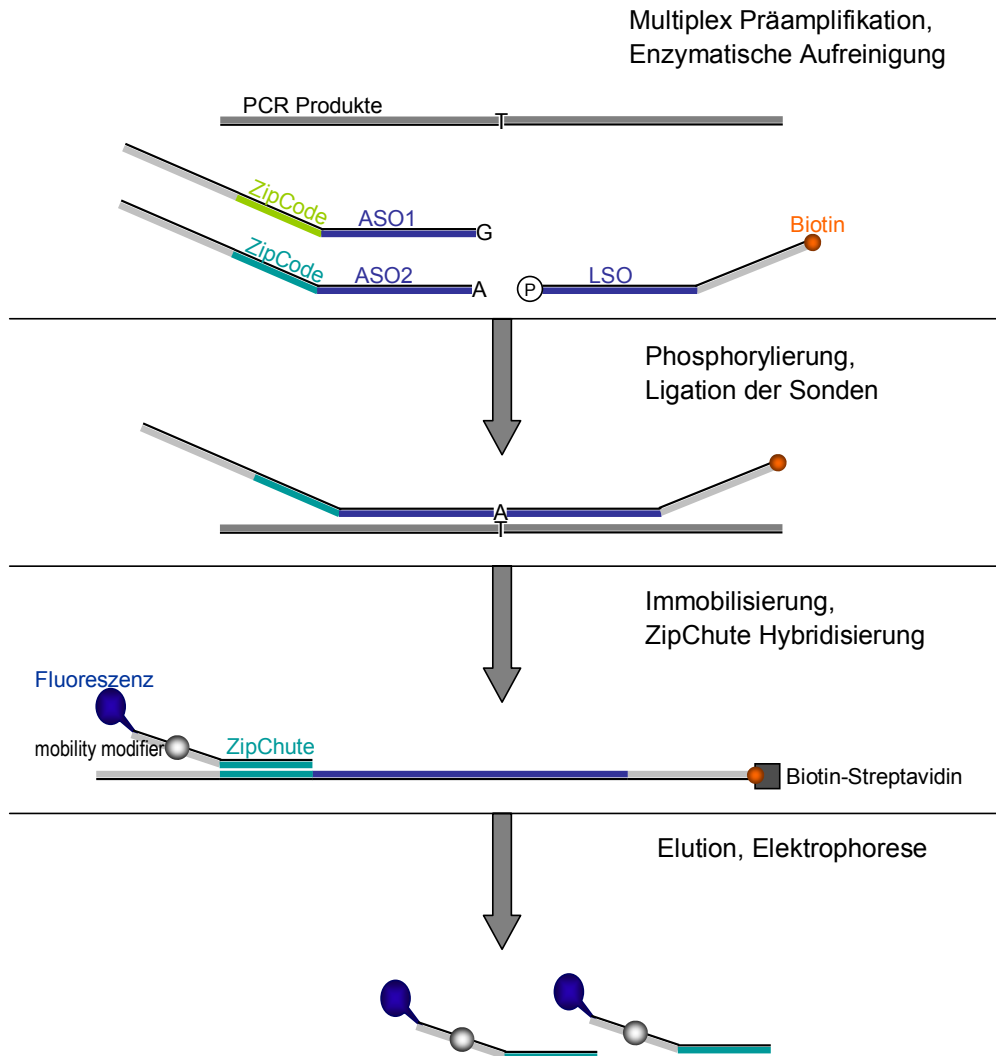 Multiplex Präamplifikation,
Enzymatische Aufreinigung
PCR Produkte
T
ZipCode
ASO1
G
Biotin
ZipCode
ASO2
A
P
LSO
Phosphorylierung,
Ligation der Sonden
A
T
Immobilisierung,
ZipChute Hybridisierung
Fluoreszenz
mobility modifier
ZipChute
Biotin-Streptavidin
Elution, Elektrophorese